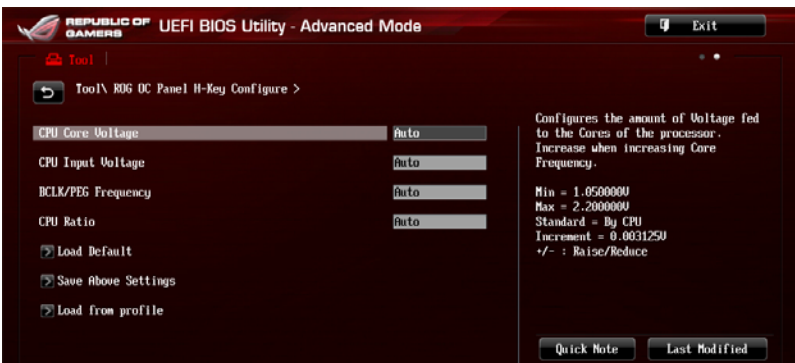 REPUBLIC OF
GAMERS
UEFI BIOS Utility - Advanced Mode
Exit
Tool
Tool\ ROG OC Panel H-Key Configure >
CPU Core Voltage Auto
CPU Input Voltage Auto
BCLK/PEG Frequency Auto
CPU Ratio Auto
Load Default
Save Above Settings
Load from profile
Configures the amount of Voltage fed
to the Cores of the processor.
Increase when increasing Core
Frequency.
Min = 1.050000V
Max = 2.200000V
Standard = By CPU
Increment = 0.003125V
+/- : Raise/Reduce
Quick Note
Last Modified